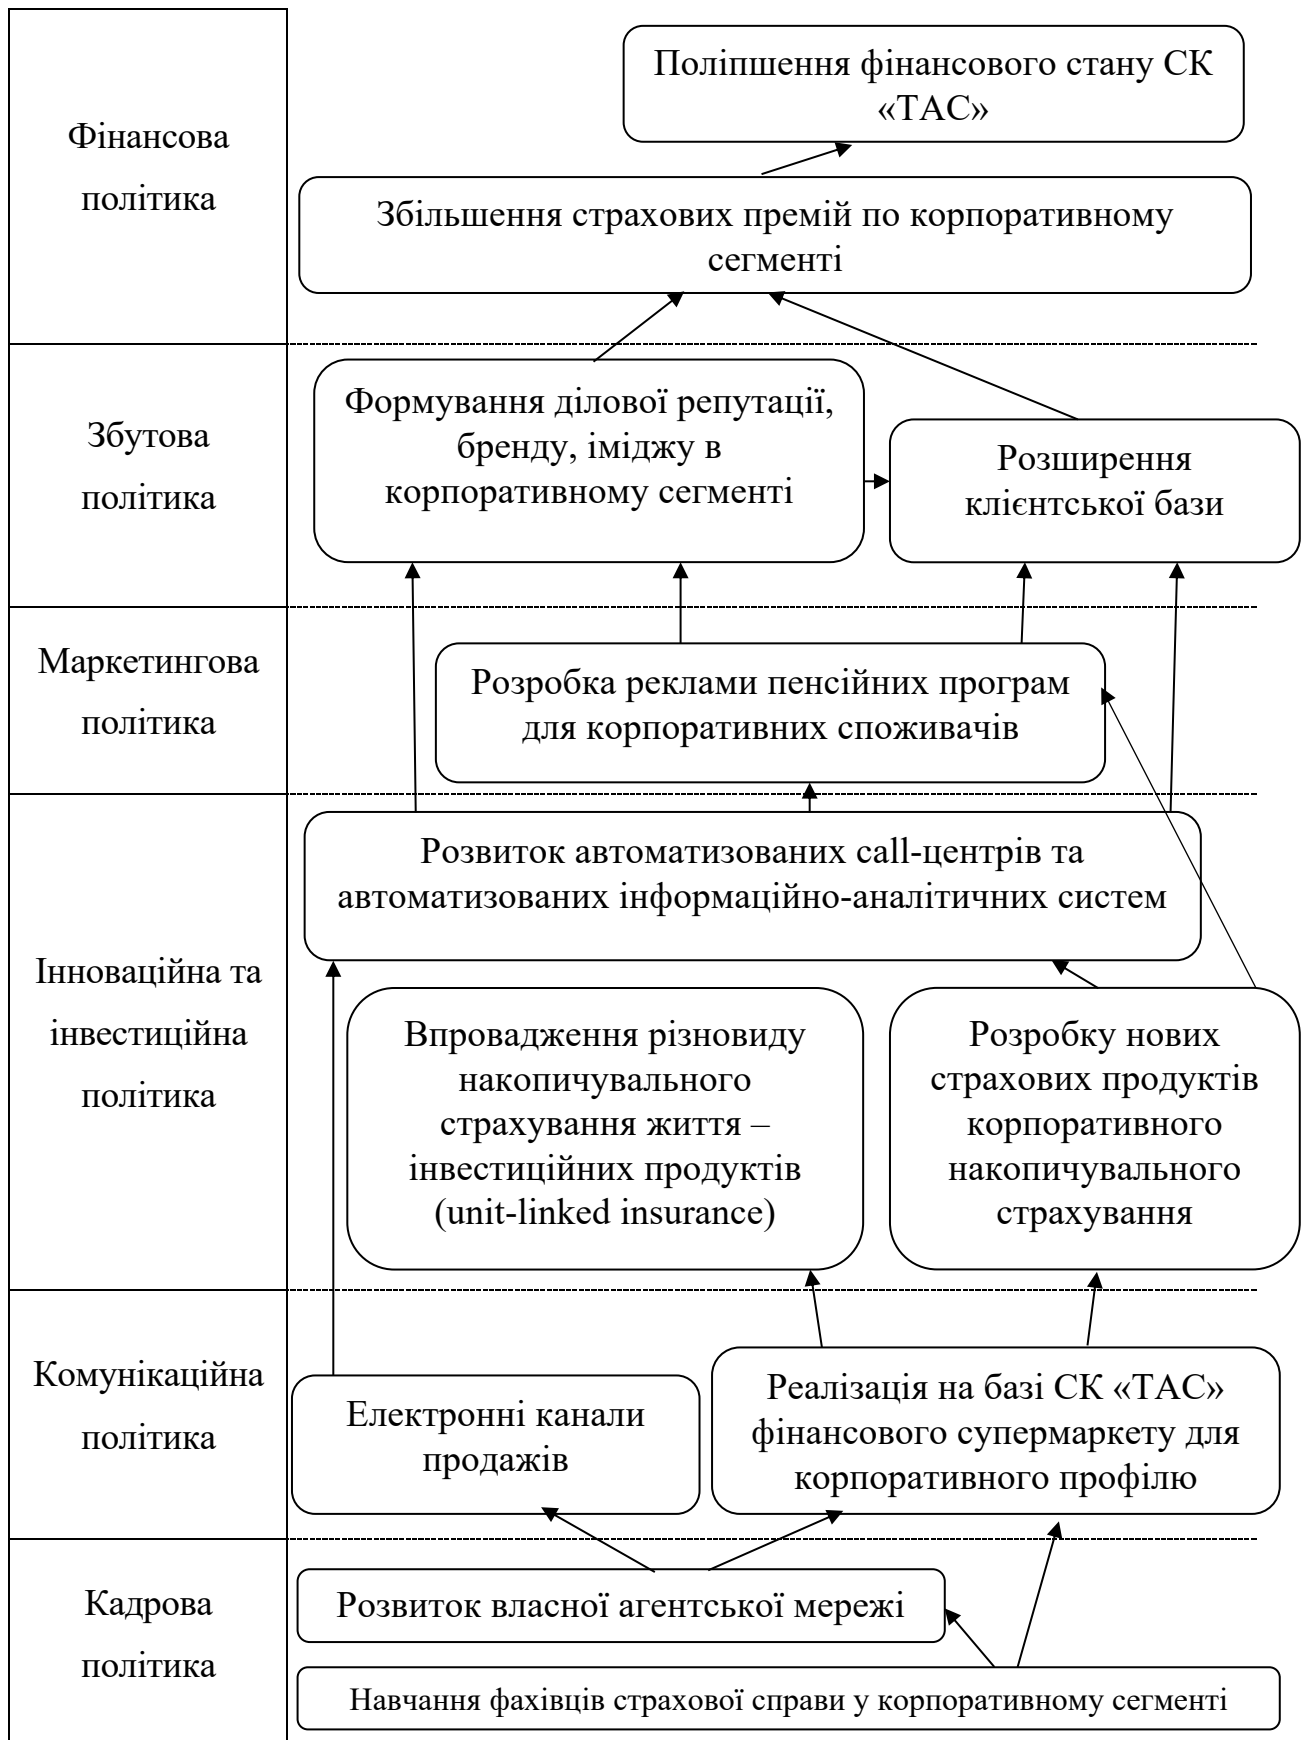 Фінансова
політика
Поліпшення фінансового стану СК
«ТАС»
Збільшення страхових премій по корпоративному
сегменті
Збутова
політика
Формування ділової репутації,
бренду, іміджу в
корпоративному сегменті
Розширення
клієнтської бази
Маркетингова
політика
Розробка реклами пенсійних програм
для корпоративних споживачів
Інноваційна та
інвестиційна
політика
Розвиток автоматизованих call-центрів та
автоматизованих інформаційно-аналітичних систем
Впровадження різновиду
накопичувального
страхування життя –
інвестиційних продуктів
(unit-linked insurance)
Розробку нових
страхових продуктів
корпоративного
накопичувального
страхування
Комунікаційна
політика
Електронні канали
продажів
Реалізація на базі СК «ТАС»
фінансового супермаркету для
корпоративного профілю
Кадрова
політика
Розвиток власної агентської мережі
Навчання фахівців страхової справи у корпоративному сегменті